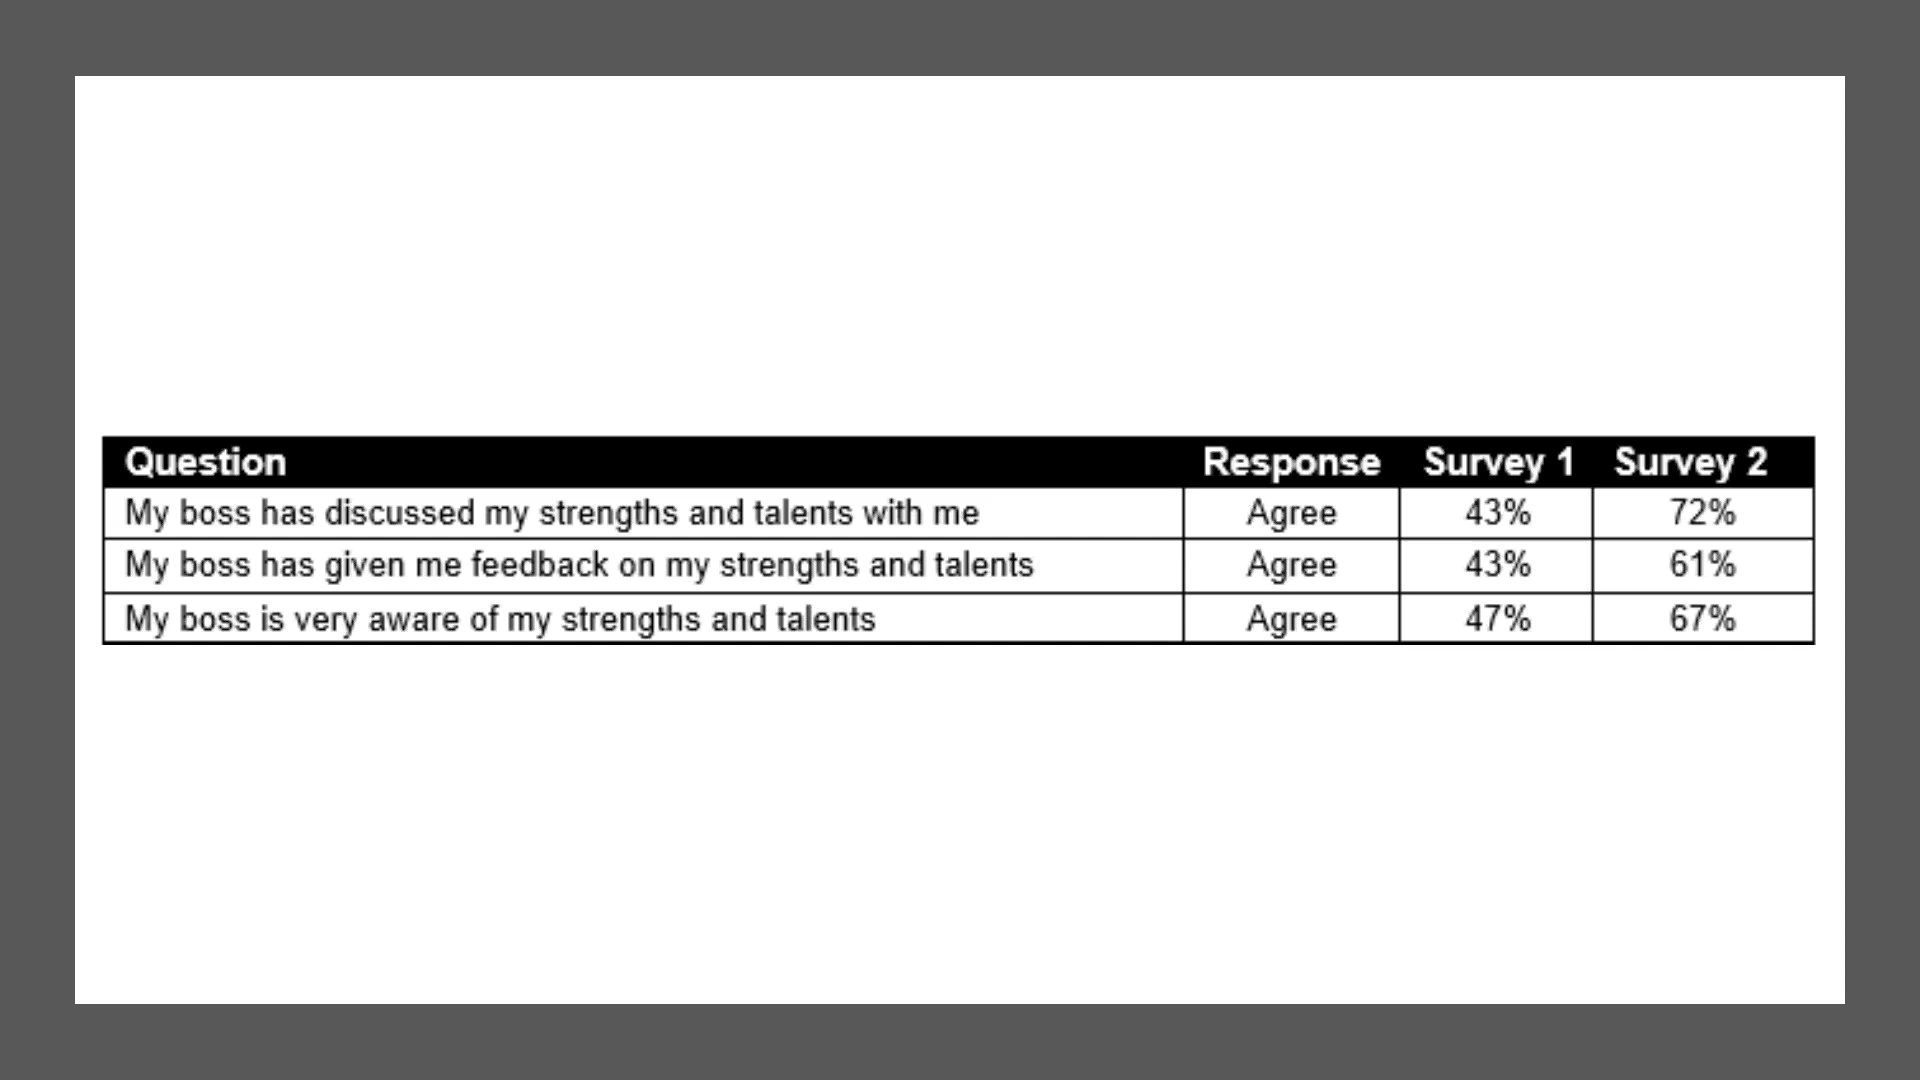 Question Response Survey 1 Survey 2
My boss has discussed my strengths and talents with me Agree 43% 72%
My boss has given me feedback on my strengths and talents Agree 43% 61%
My boss is very aware of my strengths and talents Agree 47% 67%